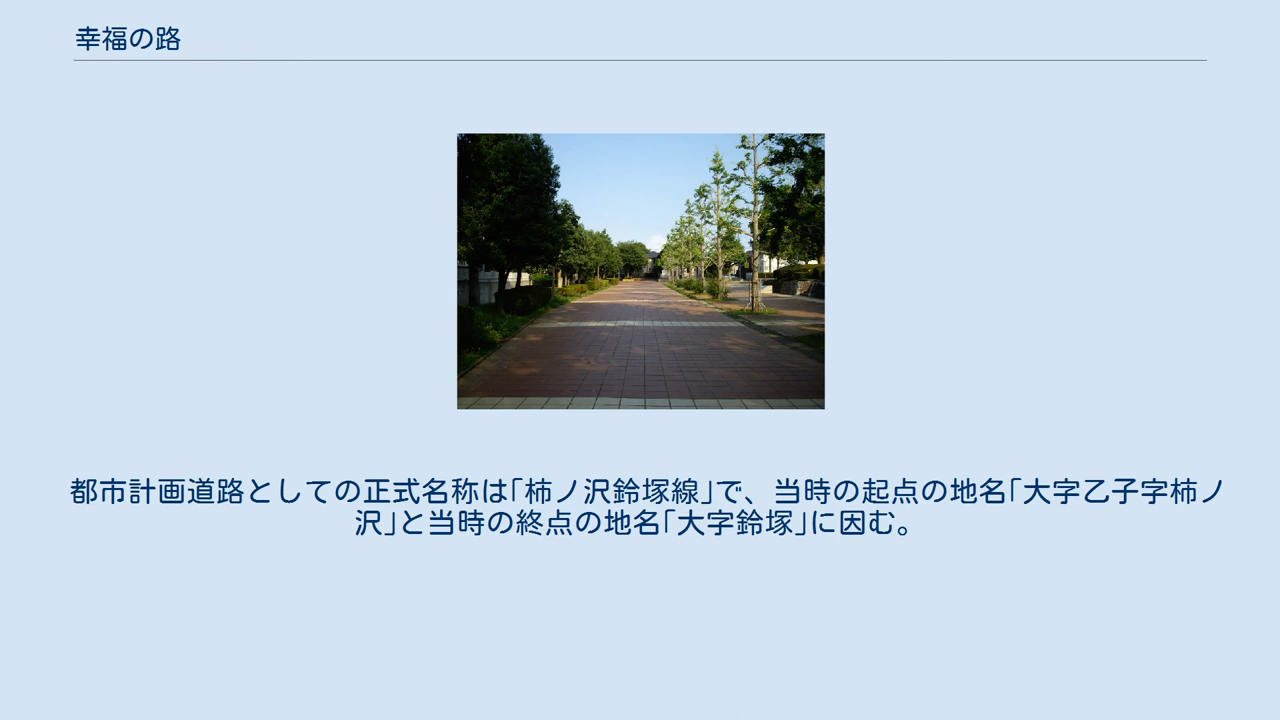 幸福の路
都市計画道路としての正式名称は「柿ノ沢鈴塚線」で、当時の起点の地名「大字乙子字柿ノ
沢」と当時の終点の地名「大字鈴塚」に因む。